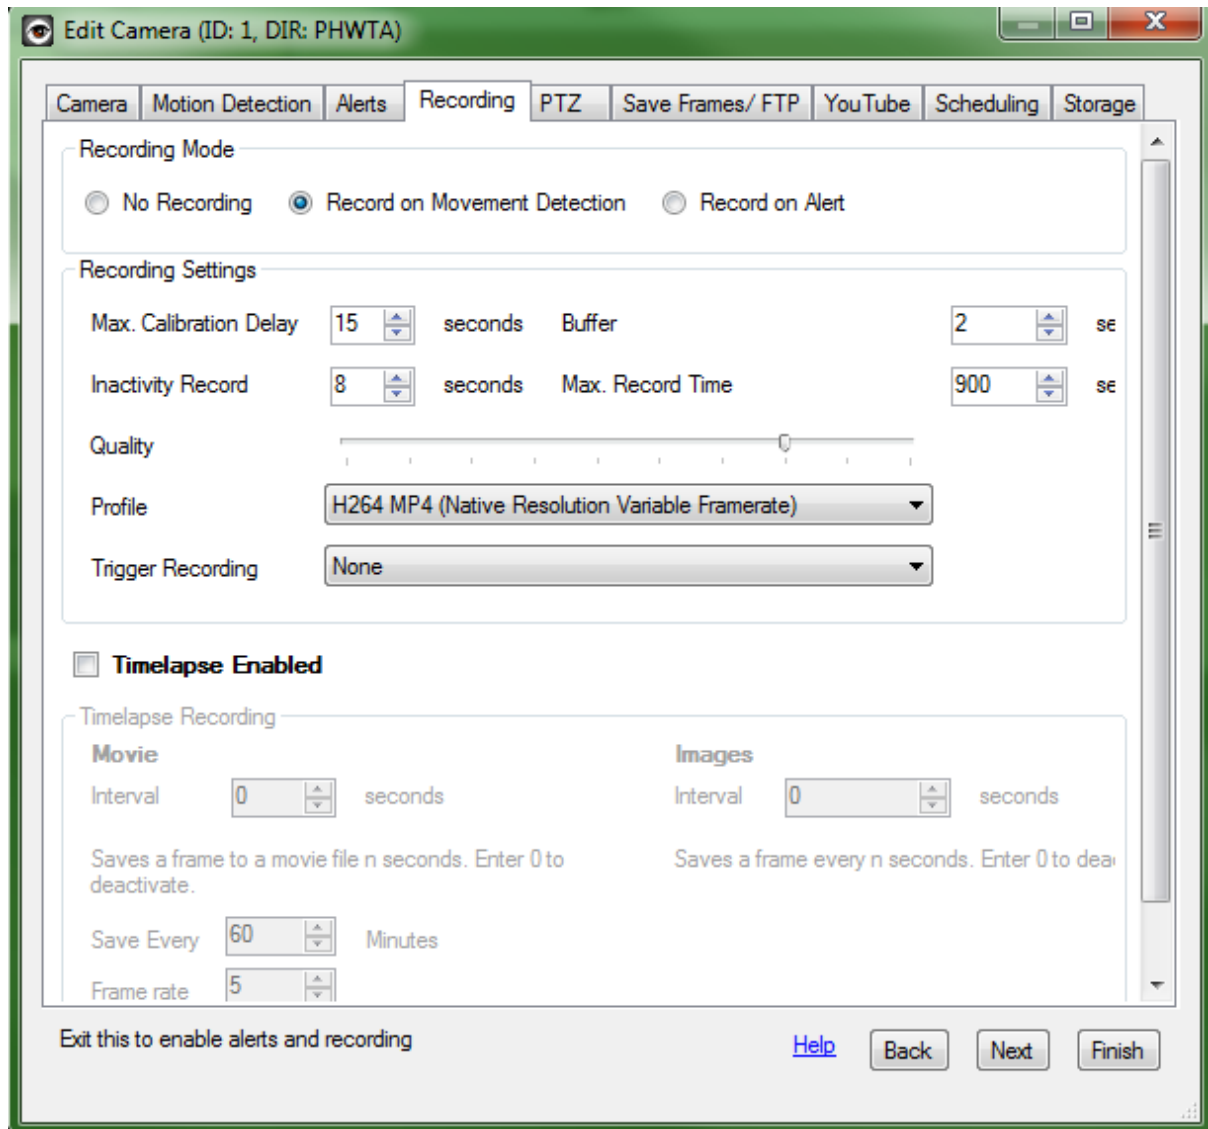 Edit Camera (ID: 1, DIR: PHWTA)
Camera Motion Detection Alerts Recording PTZ Save Frames/ FTP YouTube Scheduling Storage
Recording Mode
No Recording Record on Movement Detection Record on Alert
Recording Settings
Max. Calibration Delay 15 seconds Buffer 2 se
Inactivity Record 8 seconds Max. Record Time 900 se
Quality
Profile H264 MP4 (Native Resolution Variable Framerate)
Trigger Recording None
Timelapse Enabled
Timelapse Recording
Movie Images
Interval 0 seconds Interval 0 seconds
Saves a frame to a movie file n seconds. Enter 0 to Saves a frame every n seconds. Enter 0 to dea
deactivate.
Save Every 60 Minutes
Frame rate 5
Exit this to enable alerts and recording Help Back Next Finish